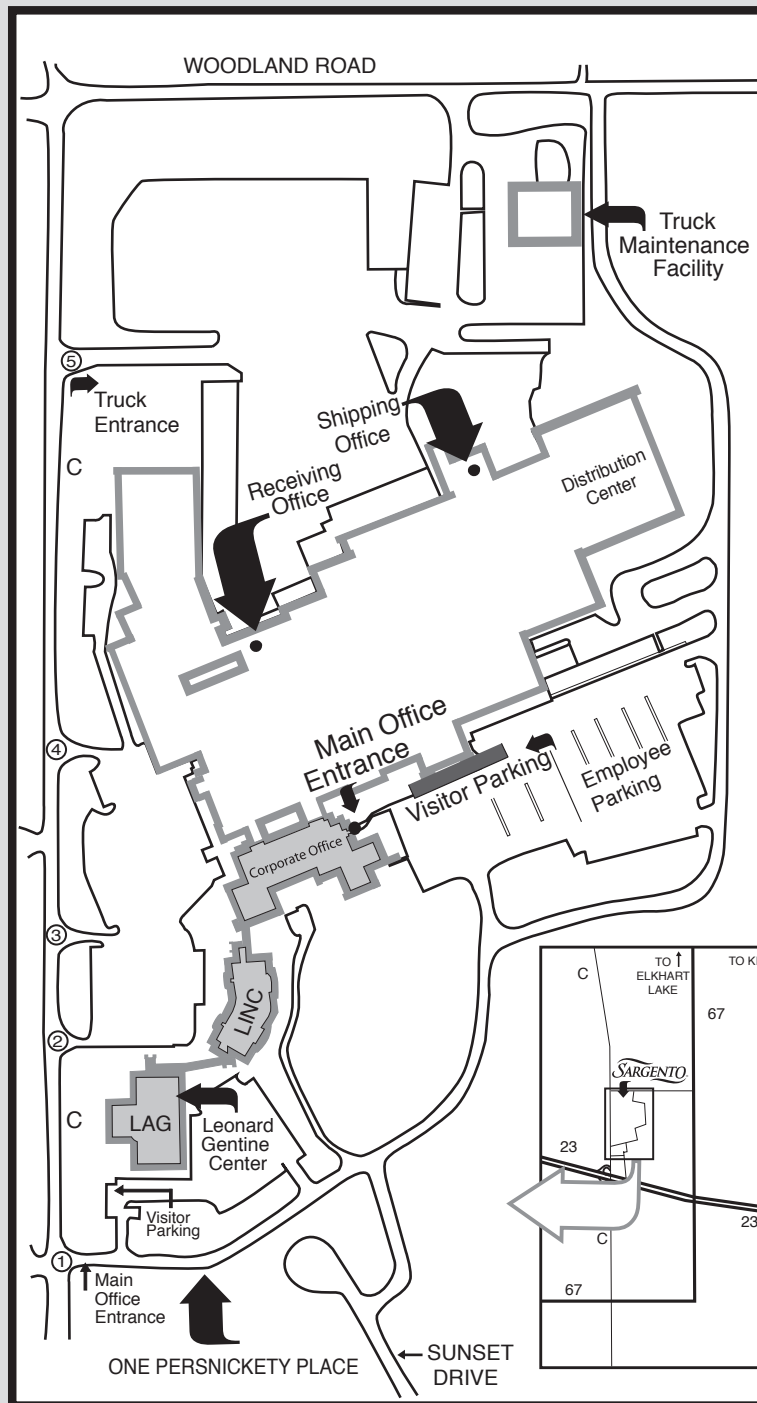 WOODLAND ROAD
Truck
Maintenance
Facility
5
Truck
Entrance
C
Shipping
Office
Receiving
Office
Distribution
Center
4
Main Office
Entrance
Visitor Parking
Employee
Parking
Corporate Office
3
LINC
2
C
LAG
Leonard
Gentine
Center
Visitor
Parking
1
Main
Office
Entrance
ONE PERSNICKETY PLACE
SUNSET
DRIVE
C
TO
ELKHART
LAKE
TO
67
SARGENTO
23
23
C
67